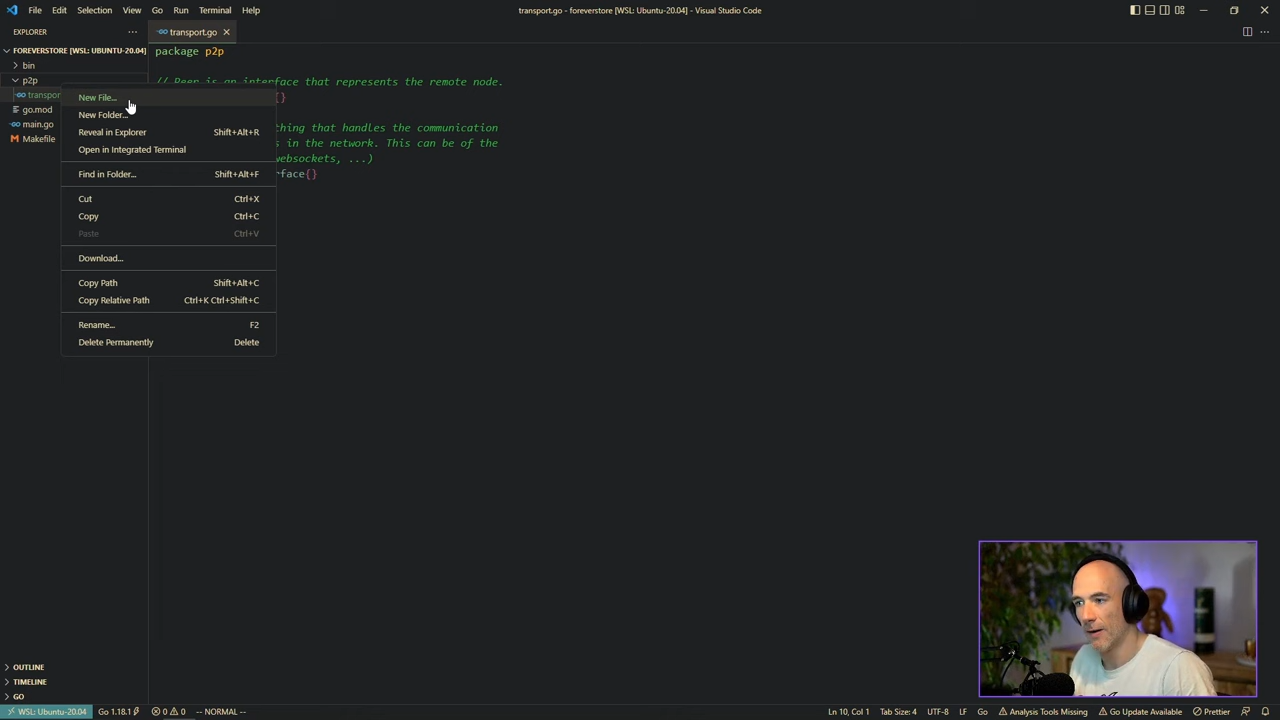 File Edit Selection View Go Run Terminal Help
transport.go - foreverstore [WSL: Ubuntu-20.04] - Visual Studio Code
EXPLORER
transport.go
FOREVERSTORE [WSL: UBUNTU-20.04]
bin
p2p
transpor
go.mod
main.go
Makefile
package p2p
// Peer is an interface that represents the remote node.
{}
thing that handles the communication
s in the network. This can be of the
ebsockets, ...)
rface{}
New File...
New Folder...
Reveal in Explorer Shift+Alt+R
Open in Integrated Terminal
Find in Folder... Shift+Alt+F
Cut Ctrl+X
Copy Ctrl+C
Paste Ctrl+V
Download...
Copy Path Shift+Alt+C
Copy Relative Path Ctrl+K Ctrl+Shift+C
Rename... F2
Delete Permanently Delete
OUTLINE
TIMELINE
GO
WSL: Ubuntu-20.04 Go 1.18.1 0 0 -- NORMAL -- Ln 10, Col 1 Tab Size: 4 UTF-8 LF Go Analysis Tools Missing Go Update Available Prettier